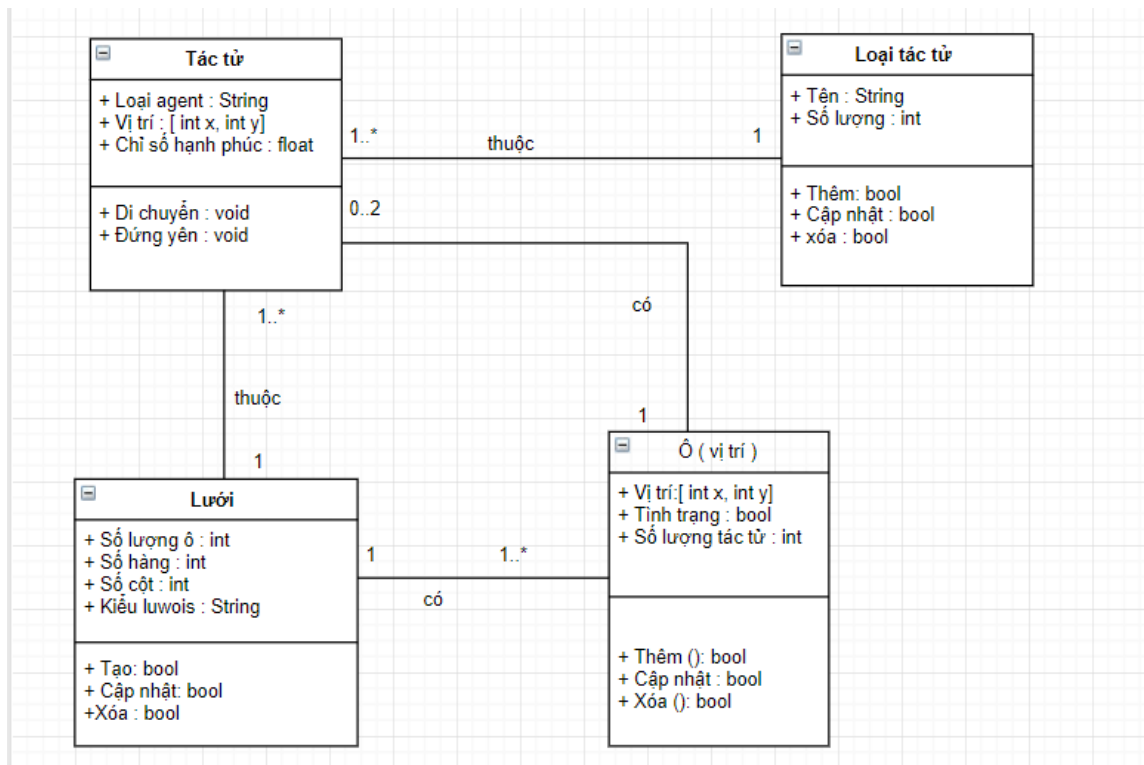 Tác tử
+ Loại agent : String
+ Vị trí : [ int x, int y]
+ Chỉ số hạnh phúc : float
+ Di chuyển : void
+ Đứng yên : void
Loại tác tử
+ Tên : String
+ Số lượng : int
+ Thêm: bool
+ Cập nhật : bool
+ xóa : bool
1..*
thuộc
1
0..2
có
1
1..*
thuộc
1
Lưới
+ Số lượng ô : int
+ Số hàng : int
+ Số cột : int
+ Kiểu luwois : String
+ Tạo: bool
+ Cập nhật: bool
+Xóa : bool
1
1..*
có
Ô ( vị trí )
+ Vị trí:[ int x, int y]
+ Tình trạng : bool
+ Số lượng tác tử : int
+ Thêm (): bool
+ Cập nhật : bool
+ Xóa (): bool